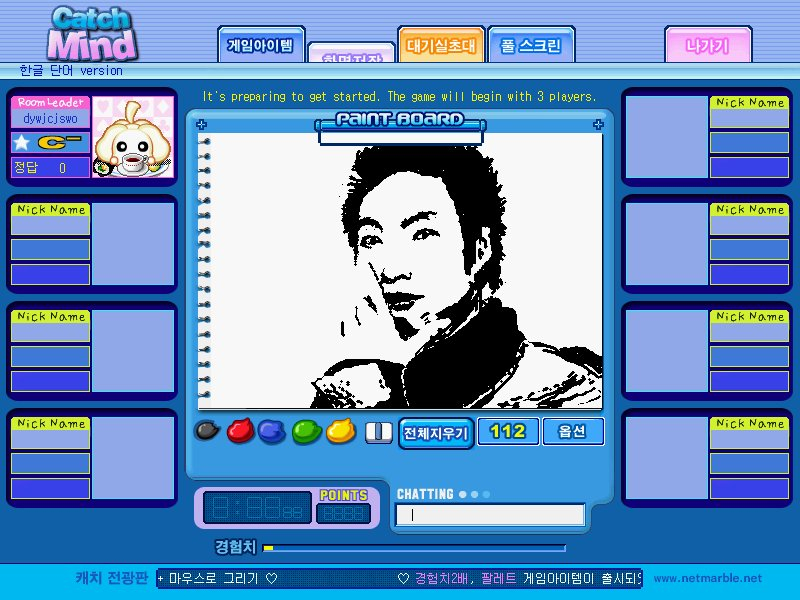 Catch Mind
한글 단어 version
게임아이템
화면저장
대기실초대
풀 스크린
나가기
It's preparing to get started. The game will begin with 3 players.
RoomLeader
dywjcjswo
C-
정답 0
PAINT BOARD
Nick Name
Nick Name
Nick Name
Nick Name
Nick Name
Nick Name
Nick Name
전체지우기
112
옵션
POINTS
CHATTING
경험치
캐치 전광판
+ 마우스로 그리기 ♡
♡ 경험치2배, 팔레트 게임아이템이 출시되었
www.netmarble.net